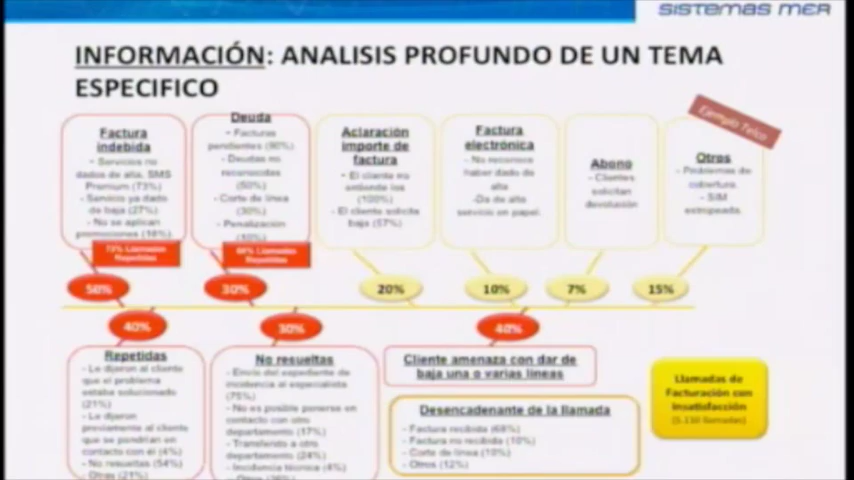 SISTEMAS MER
INFORMACIÓN: ANALISIS PROFUNDO DE UN TEMA
ESPECIFICO
Ejemplo Telco
Factura
indebida
- Servicios no
dados de alta. SMS
Premium (73%)
- Servicio ya dado
de baja (27%)
- No se aplican
promociones (16%)
Deuda
- Facturas
pendientes (90%)
- Deudas no
reconocidas
(50%)
- Corte de línea
(30%)
- Penalización
(10%)
Aclaración
importe de
factura
- El cliente no
entiende los
(100%)
- El cliente solicita
baja (57%)
Factura
electrónica
- No reconoce
haber dado de
alta
-Da de alta
servicio en papel.
Abono
- Clientes
solicitan
devolución
Otros
- Problemas de
cobertura.
- SIM
estropeada.
Llamadas
Repetidas
Llamadas
Repetidas
50%
30%
20%
10%
7%
15%
40%
30%
40%
Repetidas
- Le dijeron al cliente
que el problema
estaba solucionado
(21%)
- Le dijeron
previamente al cliente
que se pondrían en
contacto con él (4%)
- No resueltas (54%)
- Otras (21%)
No resueltas
- Envío del expediente de
incidencia al especialista
(75%)
- No es posible ponerse en
contacto con otro
departamento (17%)
- Transferido a otro
departamento (24%)
- Incidencia técnica (4%)
Cliente amenaza con dar de
baja una o varias líneas
Desencadenante de la llamada
- Factura recibida (68%)
- Factura no recibida (10%)
- Corte de línea (10%)
- Otros (12%)
Llamadas de
Facturación con
Insatisfacción
(5.110 llamadas)